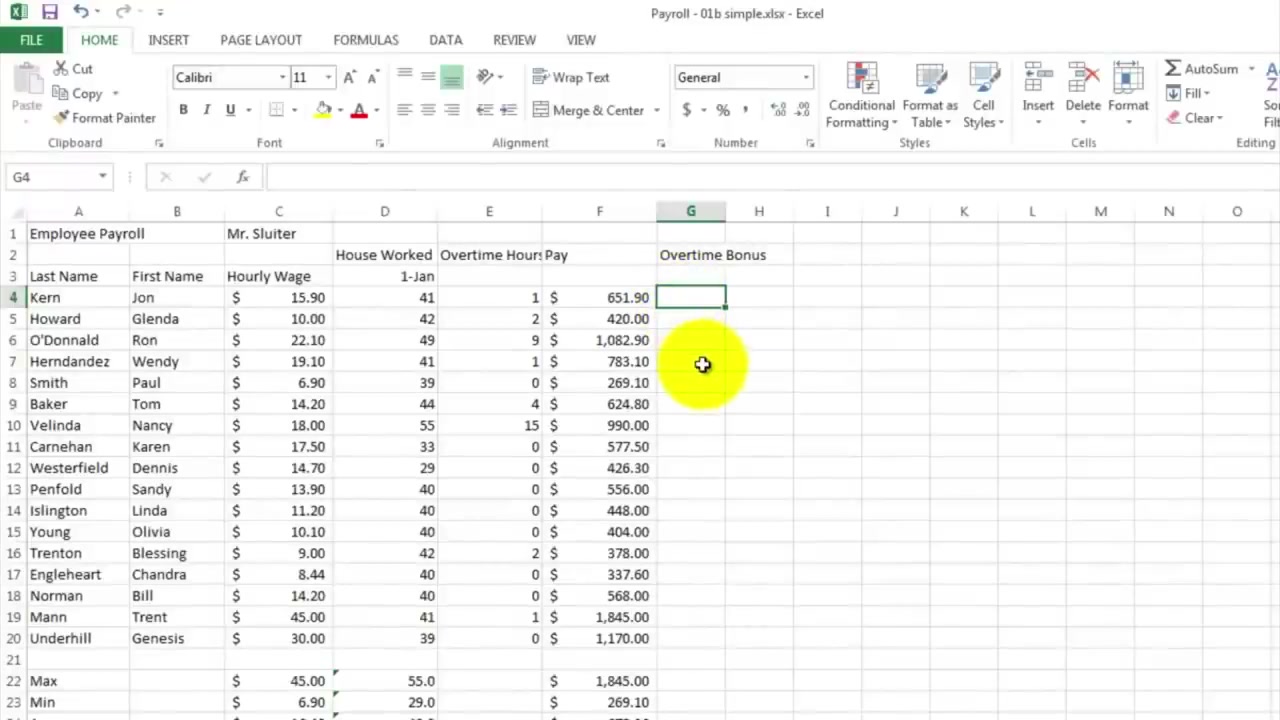 Payroll - 01b simple.xlsx - Excel
FILE HOME INSERT PAGE LAYOUT FORMULAS DATA REVIEW VIEW
Cut
Copy
Format Painter
Paste
Clipboard
Calibri 11
B I U
Font
Wrap Text
Merge & Center
Alignment
General
$ % ,
Number
Conditional Formatting
Format as Table
Cell Styles
Styles
Insert Delete Format
Cells
AutoSum
Fill
Clear
Editing
G4 fx
A B C D E F G H I J K L M N O
1 Employee Payroll Mr. Sluiter
2 House Worked Overtime Hours Pay Overtime Bonus
3 Last Name First Name Hourly Wage 1-Jan
4 Kern Jon $ 15.90 41 1 $ 651.90
5 Howard Glenda $ 10.00 42 2 $ 420.00
6 O'Donnald Ron $ 22.10 49 9 $ 1,082.90
7 Herndandez Wendy $ 19.10 41 1 $ 783.10
8 Smith Paul $ 6.90 39 0 $ 269.10
9 Baker Tom $ 14.20 44 4 $ 624.80
10 Velinda Nancy $ 18.00 55 15 $ 990.00
11 Carnehan Karen $ 17.50 33 0 $ 577.50
12 Westerfield Dennis $ 14.70 29 0 $ 426.30
13 Penfold Sandy $ 13.90 40 0 $ 556.00
14 Islington Linda $ 11.20 40 0 $ 448.00
15 Young Olivia $ 10.10 40 0 $ 404.00
16 Trenton Blessing $ 9.00 42 2 $ 378.00
17 Engleheart Chandra $ 8.44 40 0 $ 337.60
18 Norman Bill $ 14.20 40 0 $ 568.00
19 Mann Trent $ 45.00 41 1 $ 1,845.00
20 Underhill Genesis $ 30.00 39 0 $ 1,170.00
21
22 Max $ 45.00 55.0 $ 1,845.00
23 Min $ 6.90 29.0 $ 269.10